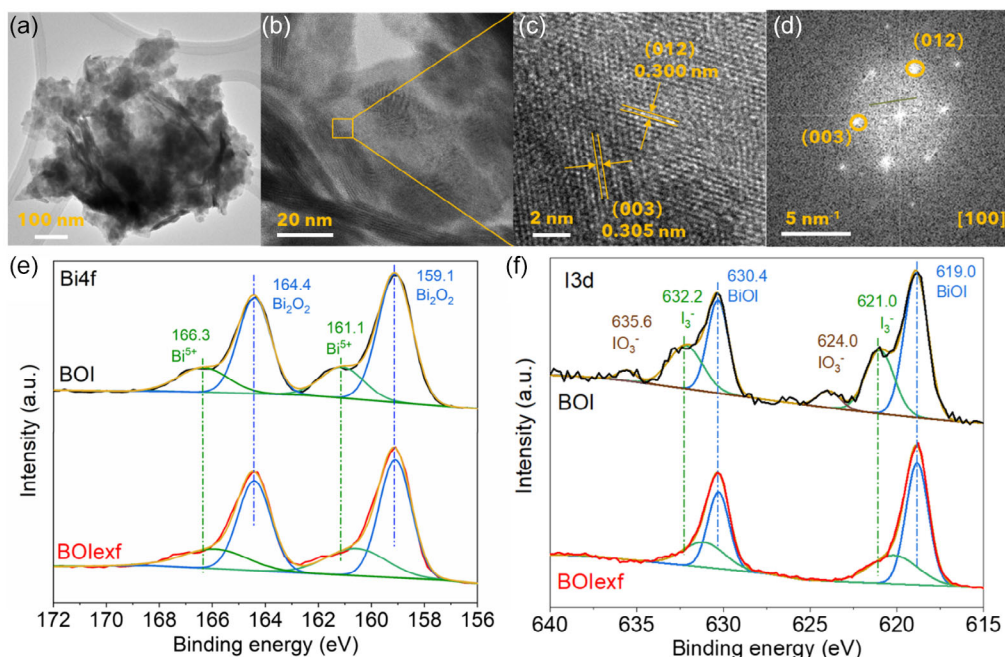 (a)
100 nm
(b)
20 nm
(c)
(012)
0.300 nm
(003)
0.305 nm
2 nm
(d)
(012)
(003)
5 nm⁻¹
[100]
(e)
Bi4f
164.4
Bi₂O₂
159.1
Bi₂O₂
166.3
Bi⁵⁺
161.1
Bi⁵⁺
BOI
BOIexf
Intensity (a.u.)
172 170 168 166 164 162 160 158 156
Binding energy (eV)
(f)
I3d
630.4
BiOI
619.0
BiOI
632.2
I₃⁻
621.0
I₃⁻
635.6
IO₃⁻
624.0
IO₃⁻
BOI
BOIexf
Intensity (a.u.)
640 635 630 625 620 615
Binding energy (eV)